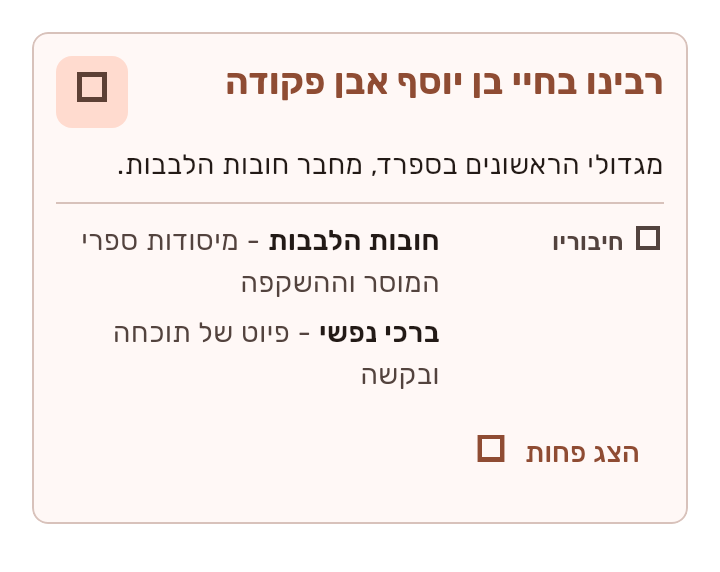 רבינו בחיי בן יוסף אבן פקודה
מגדולי הראשונים בספרד, מחבר חובות הלבבות.
חיבוריו
חובות הלבבות - מיסודות ספרי
המוסר וההשקפה
ברכי נפשי - פיוט של תוכחה
ובקשה
הצג פחות